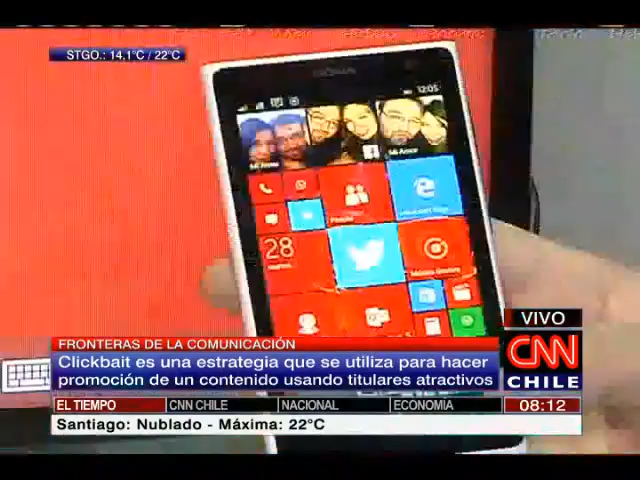 STGO.: 14,1°C / 22°C
NOKIA
12:05
28
VIVO
FRONTERAS DE LA COMUNICACIÓN
Clickbait es una estrategia que se utiliza para hacer
promoción de un contenido usando titulares atractivos
CNN
CHILE
EL TIEMPO
CNN CHILE
NACIONAL
ECONOMÍA
08:12
Santiago: Nublado - Máxima: 22°C